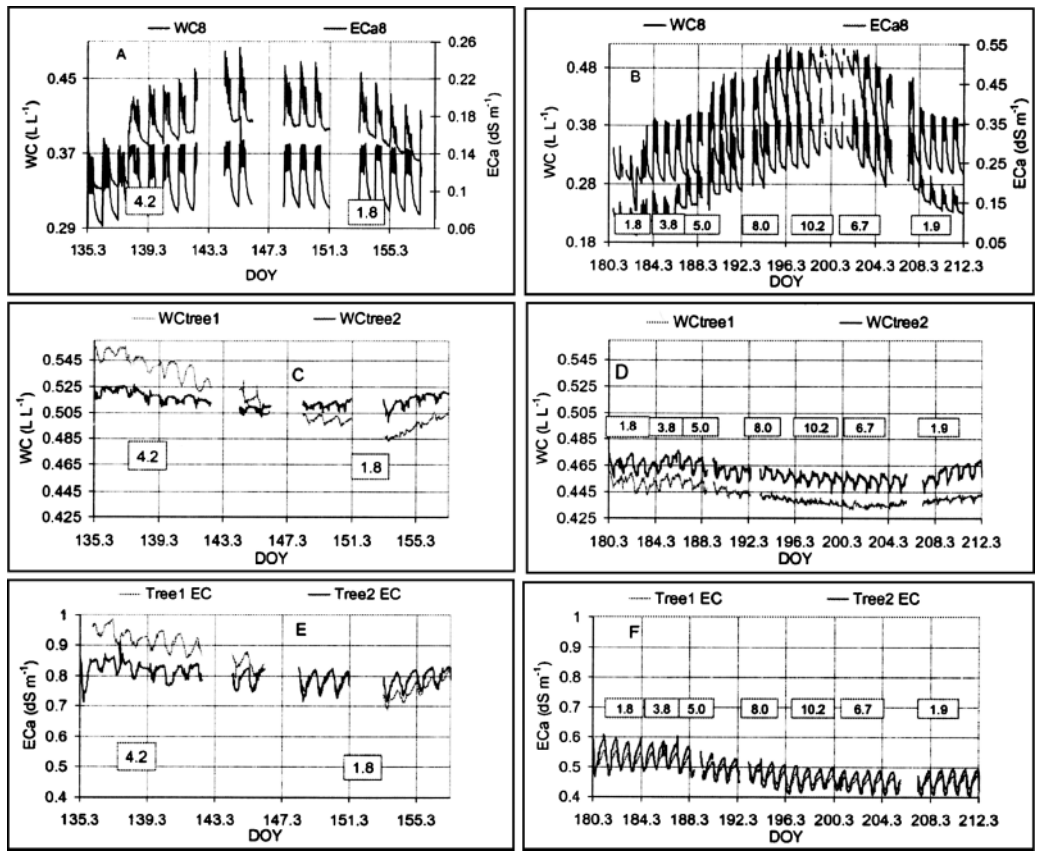 WC8 ECa8
A
WC (L L-1)
0.45
0.37
0.29
ECa (dS m-1)
0.26
0.22
0.18
0.14
0.1
0.06
4.2
1.8
135.3 139.3 143.3 147.3 151.3 155.3
DOY
WC8 ECa8
B
WC (L L-1)
0.48
0.38
0.28
0.18
ECa (dS m-1)
0.55
0.45
0.35
0.25
0.15
0.05
1.8 3.8 5.0 8.0 10.2 6.7 1.9
180.3 184.3 188.3 192.3 196.3 200.3 204.3 208.3 212.3
DOY
WCtree1 WCtree2
C
WC (L L-1)
0.545
0.525
0.505
0.485
0.465
0.445
0.425
4.2
1.8
135.3 139.3 143.3 147.3 151.3 155.3
DOY
WCtree1 WCtree2
D
WC (L L-1)
0.545
0.525
0.505
0.485
0.465
0.445
0.425
1.8 3.8 5.0 8.0 10.2 6.7 1.9
180.3 184.3 188.3 192.3 196.3 200.3 204.3 208.3 212.3
DOY
Tree1 EC Tree2 EC
E
ECa (dS m-1)
1
0.9
0.8
0.7
0.6
0.5
0.4
4.2
1.8
135.3 139.3 143.3 147.3 151.3 155.3
DOY
Tree1 EC Tree2 EC
F
ECa (dS m-1)
1
0.9
0.8
0.7
0.6
0.5
0.4
1.8 3.8 5.0 8.0 10.2 6.7 1.9
180.3 184.3 188.3 192.3 196.3 200.3 204.3 208.3 212.3
DOY